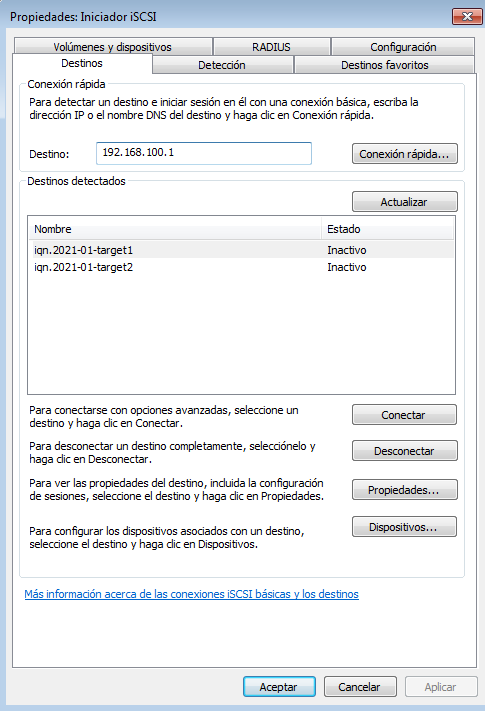 Propiedades: Iniciador iSCSI
Volúmenes y dispositivos
RADIUS
Configuración
Destinos
Detección
Destinos favoritos
Conexión rápida
Para detectar un destino e iniciar sesión en él con una conexión básica, escriba la
dirección IP o el nombre DNS del destino y haga clic en Conexión rápida.
Destino:
192.168.100.1
Conexión rápida...
Destinos detectados
Actualizar
Nombre
Estado
iqn.2021-01-target1
Inactivo
iqn.2021-01-target2
Inactivo
Para conectarse con opciones avanzadas, seleccione un
destino y haga clic en Conectar.
Conectar
Para desconectar un destino completamente, selecciónelo y
haga clic en Desconectar.
Desconectar
Para ver las propiedades del destino, incluida la configuración
de sesiones, seleccione el destino y haga clic en Propiedades.
Propiedades...
Para configurar los dispositivos asociados con un destino,
seleccione el destino y haga clic en Dispositivos.
Dispositivos...
Más información acerca de las conexiones iSCSI básicas y los destinos
Aceptar
Cancelar
Aplicar